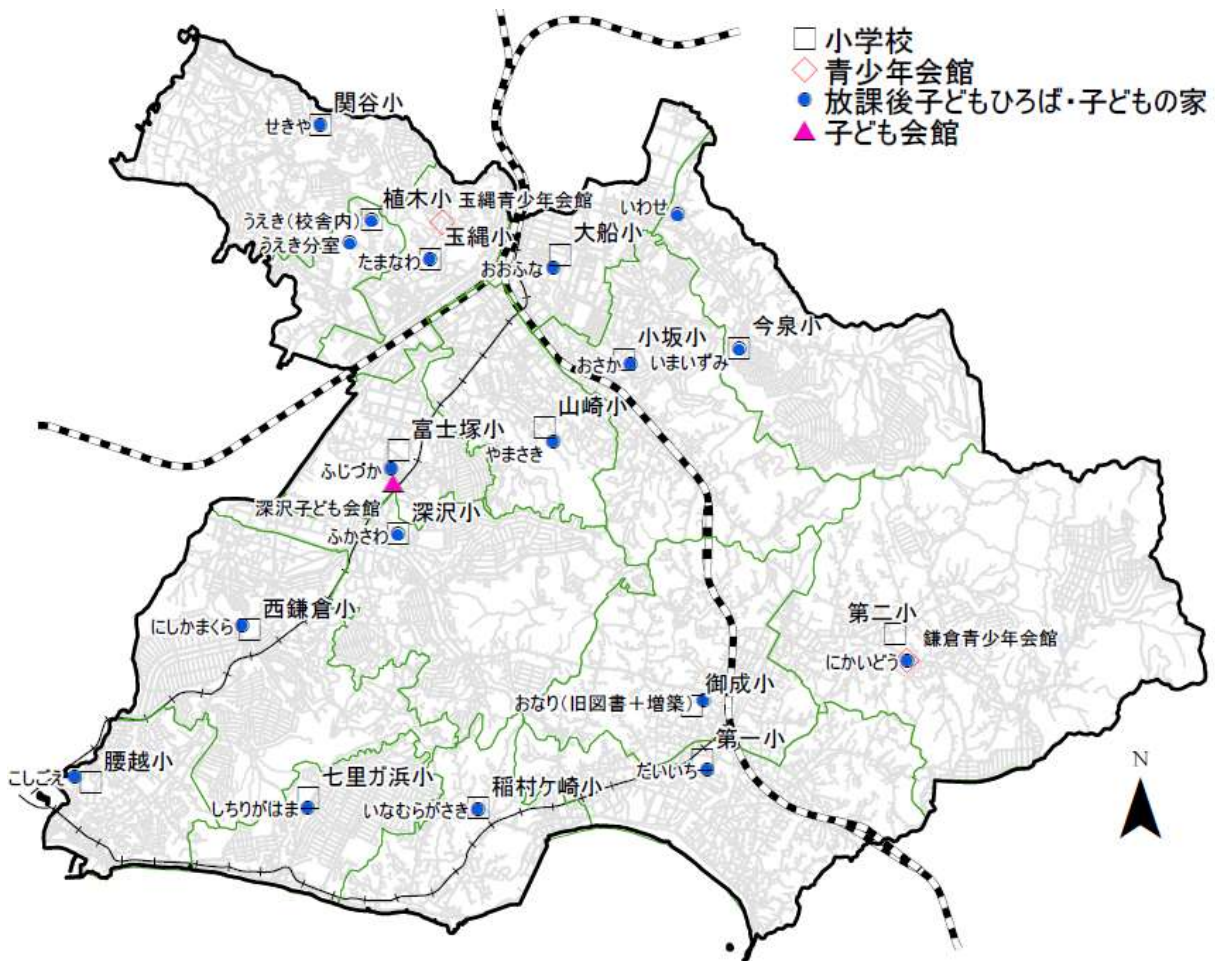 小学校
青少年会館
放課後子どもひろば・子どもの家
子ども会館
関谷小
せきや
植木小
玉縄青少年会館
うえき(校舎内)
うえき分室
玉縄小
たまなわ
大船小
おおふな
いわせ
小坂小
おさか
今泉小
いまいずみ
山崎小
やまさき
富士塚小
ふじづか
深沢子ども会館
深沢小
ふかさわ
西鎌倉小
にしかまくら
第二小
鎌倉青少年会館
にかいどう
御成小
おなり(旧図書+増築)
第一小
だいいち
腰越小
こしごえ
七里ガ浜小
しちりがはま
稲村ケ崎小
いなむらがさき
N